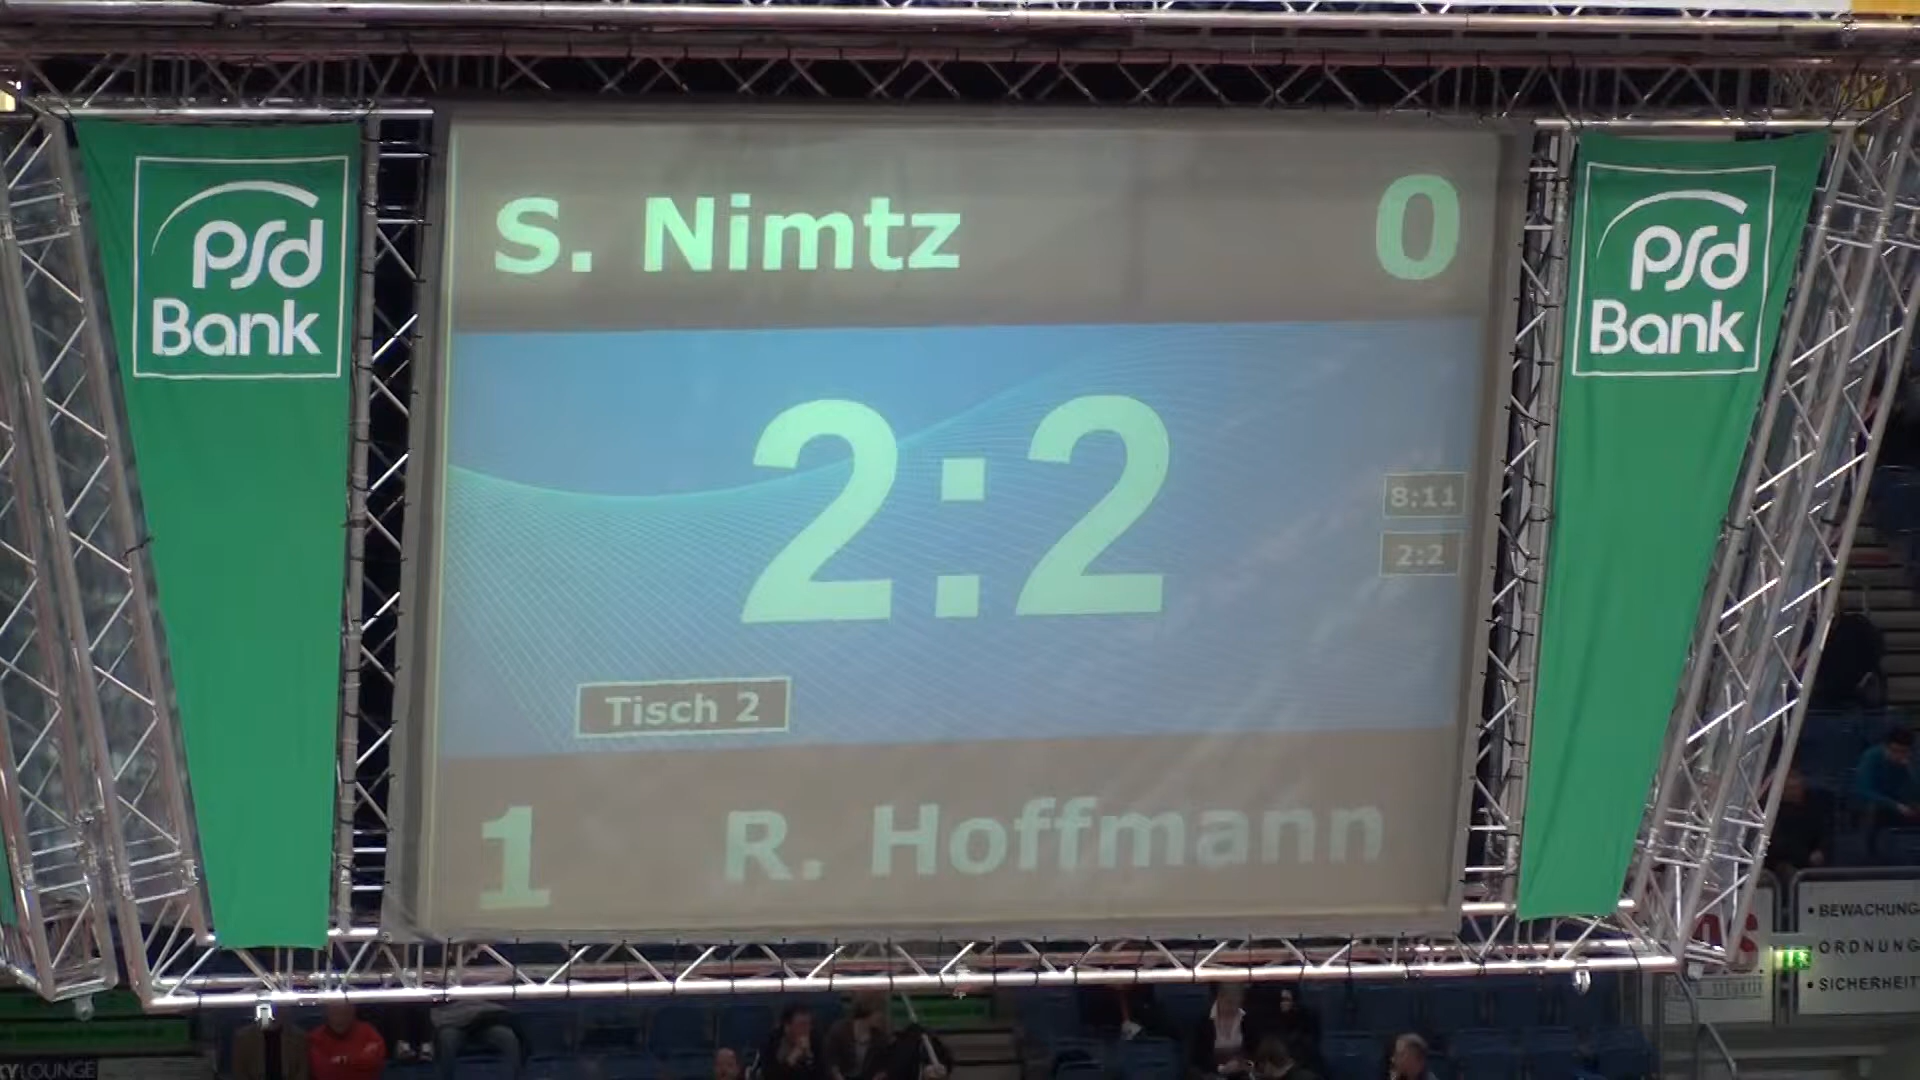 psd
Bank
S. Nimtz 0
2:2
8:11
2:2
Tisch 2
1 R. Hoffmann
psd
Bank
• BEWACHUNG
• ORDNUNG
• SICHERHEIT
LOUNGE